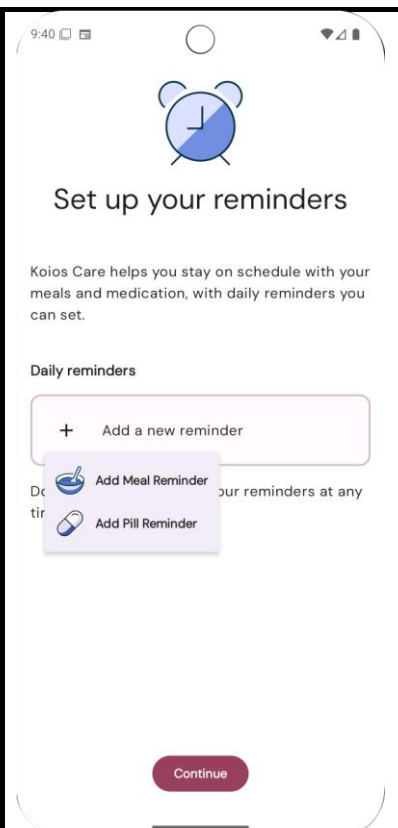 9:40
Set up your reminders
Koios Care helps you stay on schedule with your
meals and medication, with daily reminders you
can set.
Daily reminders
+ Add a new reminder
Add Meal Reminder
our reminders at any
Add Pill Reminder
Continue